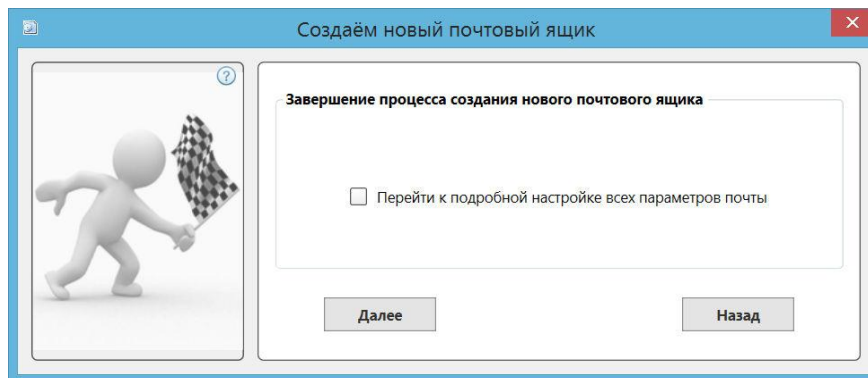 Создаём новый почтовый ящик
?
Завершение процесса создания нового почтового ящика
Перейти к подробной настройке всех параметров почты
Далее
Назад